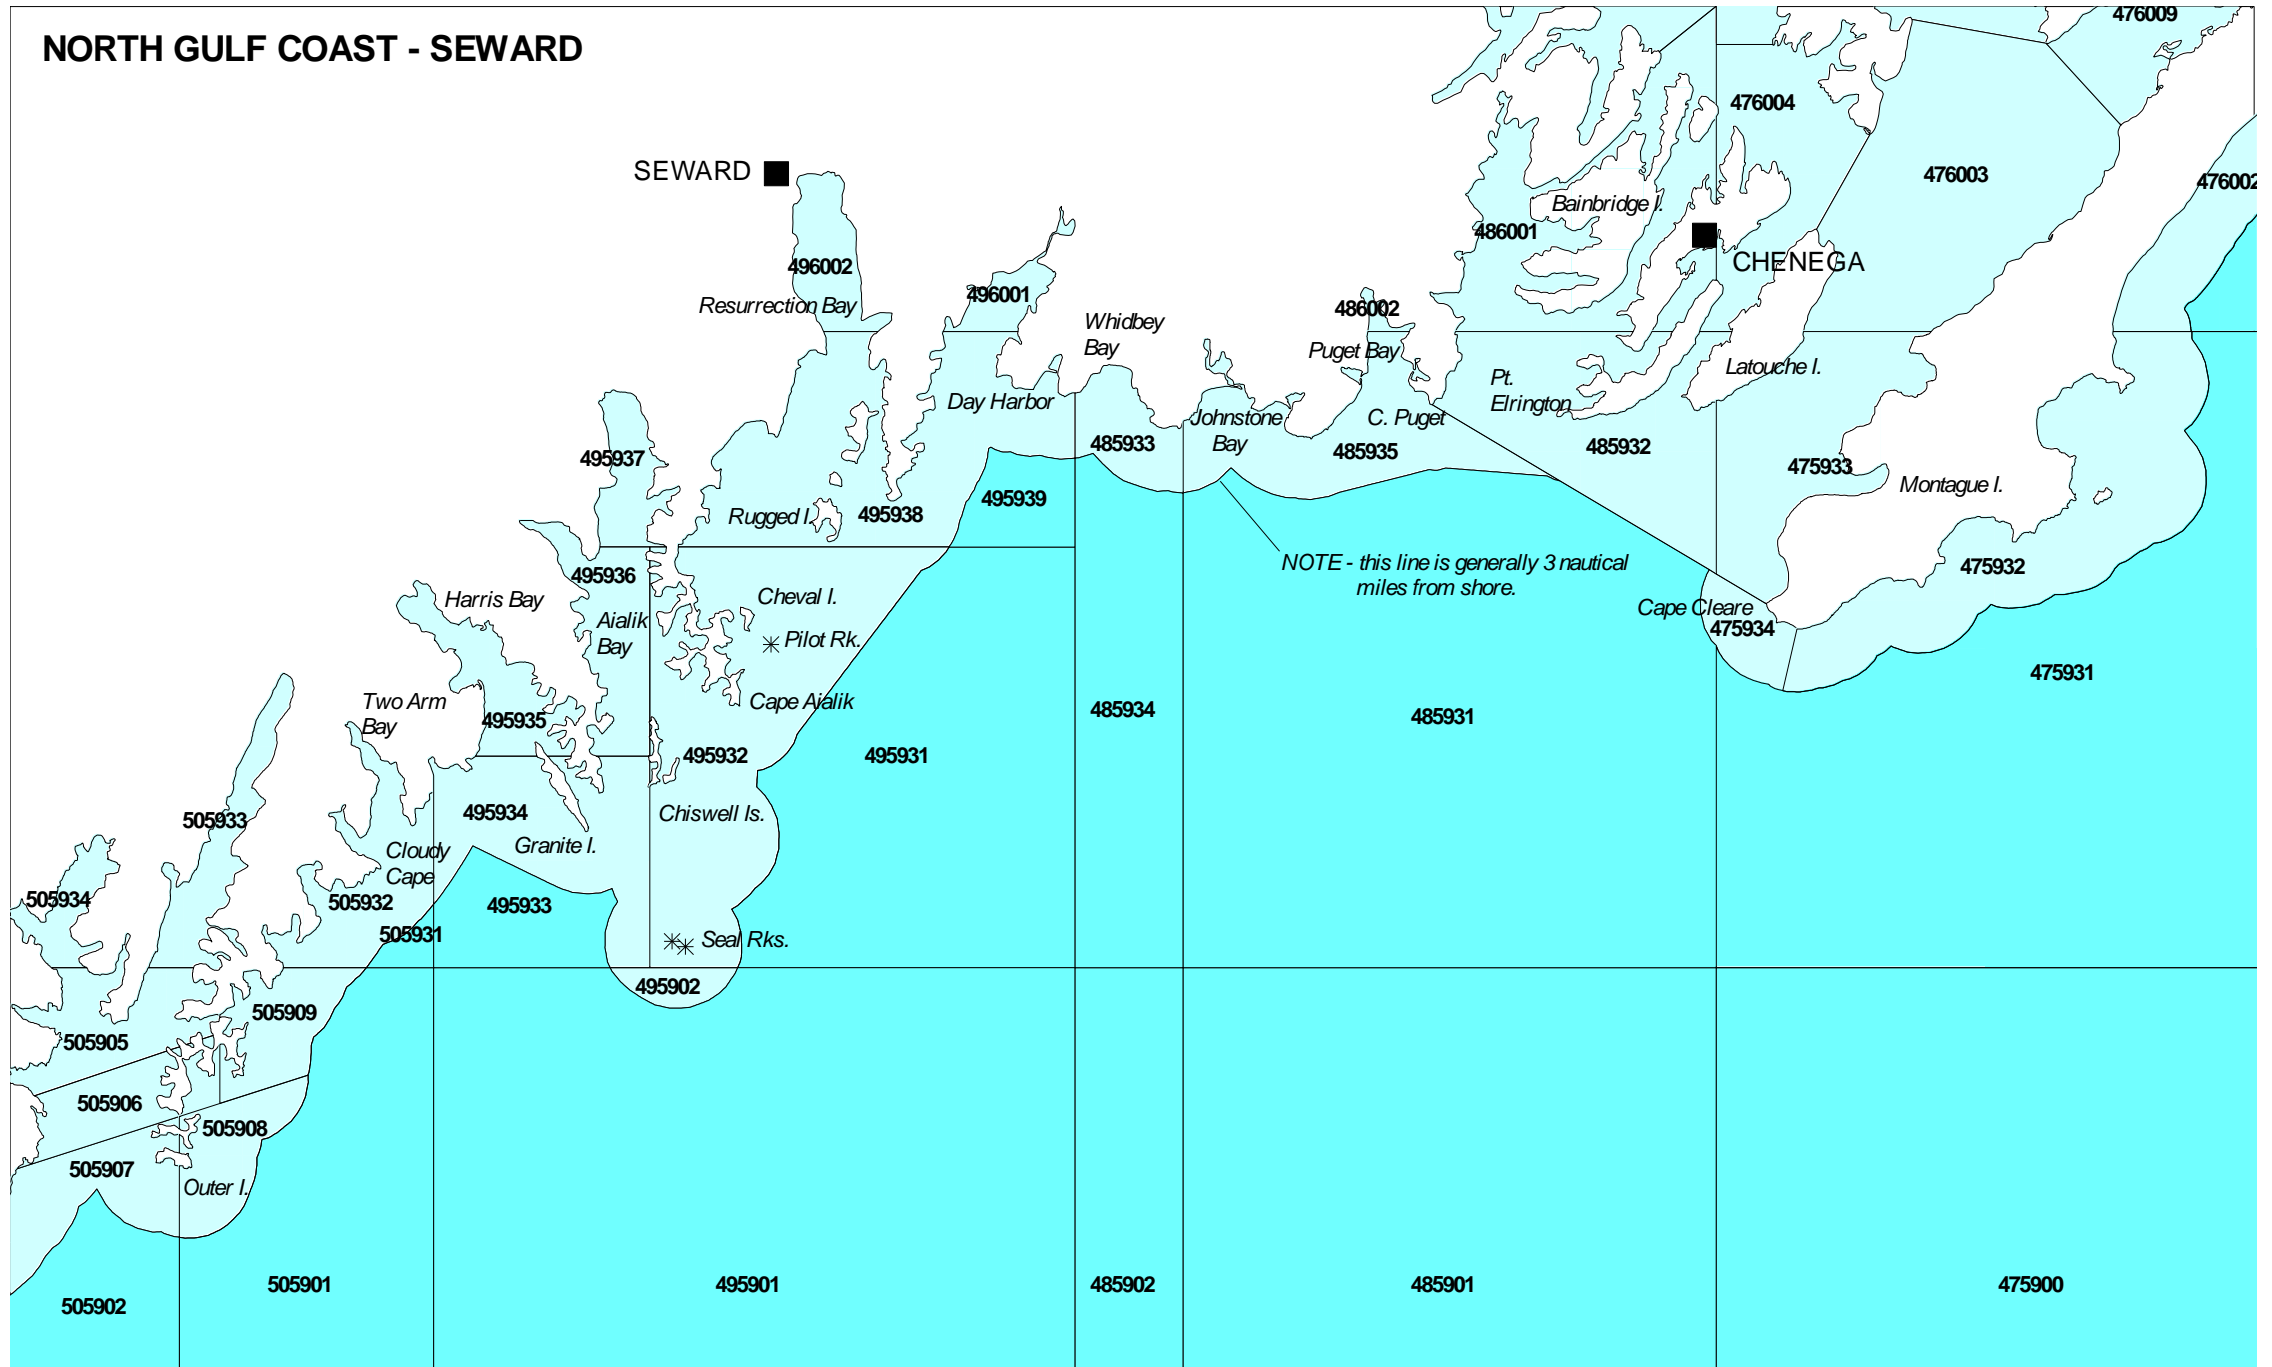 476009
NORTH GULF COAST - SEWARD
476004
SEWARD
476003
476002
Bainbridge I.
486001
CHENEGA
496002
496001
Resurrection Bay
486002
Whidbey
Bay
Puget Bay
Latouche I.
Pt.
Elrington
Day Harbor
C. Puget
Johnstone
Bay
485933
485935
485932
495937
475933
Montague I.
495939
Rugged I.
495938
NOTE - this line is generally 3 nautical
miles from shore.
475932
495936
Harris Bay
Cheval I.
Cape Cleare
Aialik
Bay
475934
Pilot Rk.
475931
Two Arm
Bay
Cape Aialik
495935
485934
485931
495932
495931
495934
Chiswell Is.
505933
Granite I.
Cloudy
Cape
505934
505932
495933
505931
Seal Rks.
495902
505909
505905
505906
505908
505907
Outer I.
505901
495901
485902
485901
475900
505902